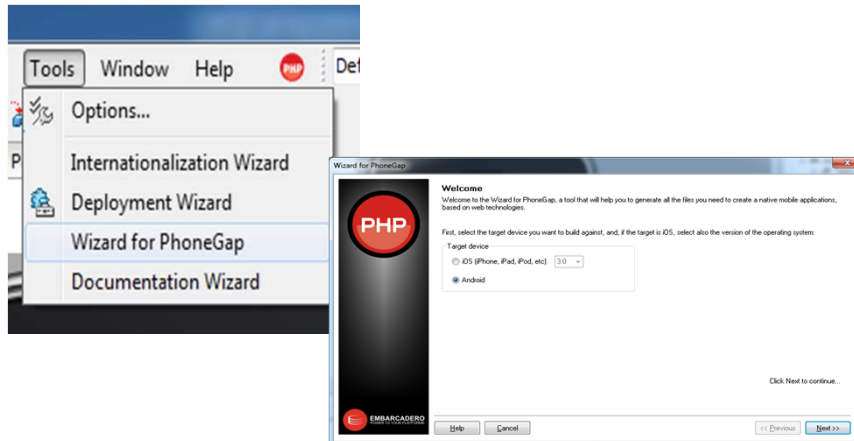 Tools Window Help PHP Def
Options...
P
Internationalization Wizard
Deployment Wizard
Wizard for PhoneGap
Documentation Wizard
Wizard for PhoneGap
PHP
Welcome
Welcome to the Wizard for PhoneGap, a tool that will help you to generate all the files you need to create a native mobile applications,
based on web technologies.
First, select the target device you want to build against, and, if the target is iOS, select also the version of the operating system:
Target device
iOS (iPhone, iPad, iPod, etc) 3.0
Android
Click Next to continue...
EMBARCADERO
POWER TO YOUR PLATFORMS
Help Cancel << Previous Next >>